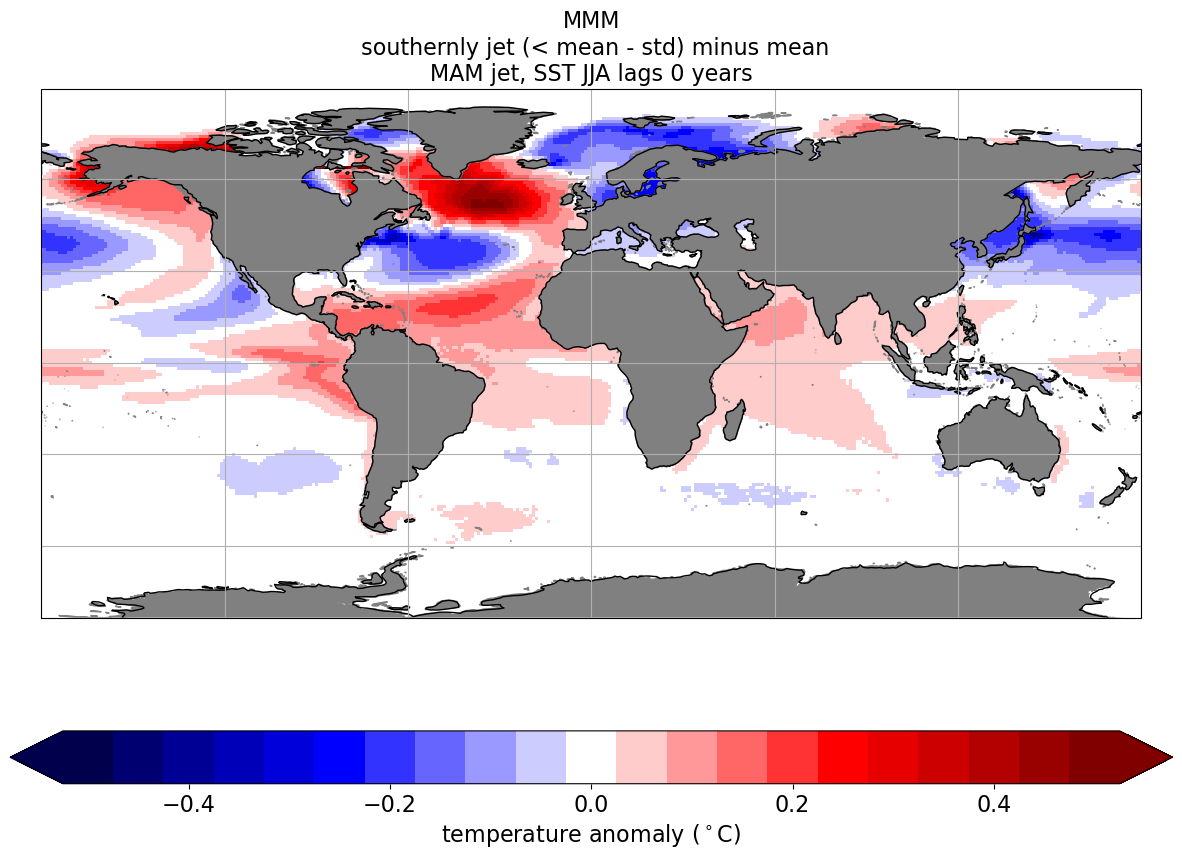 MMM
southernly jet (< mean - std) minus mean
MAM jet, SST JJA lags 0 years
−0.4 −0.2 0.0 0.2 0.4
temperature anomaly (°C)